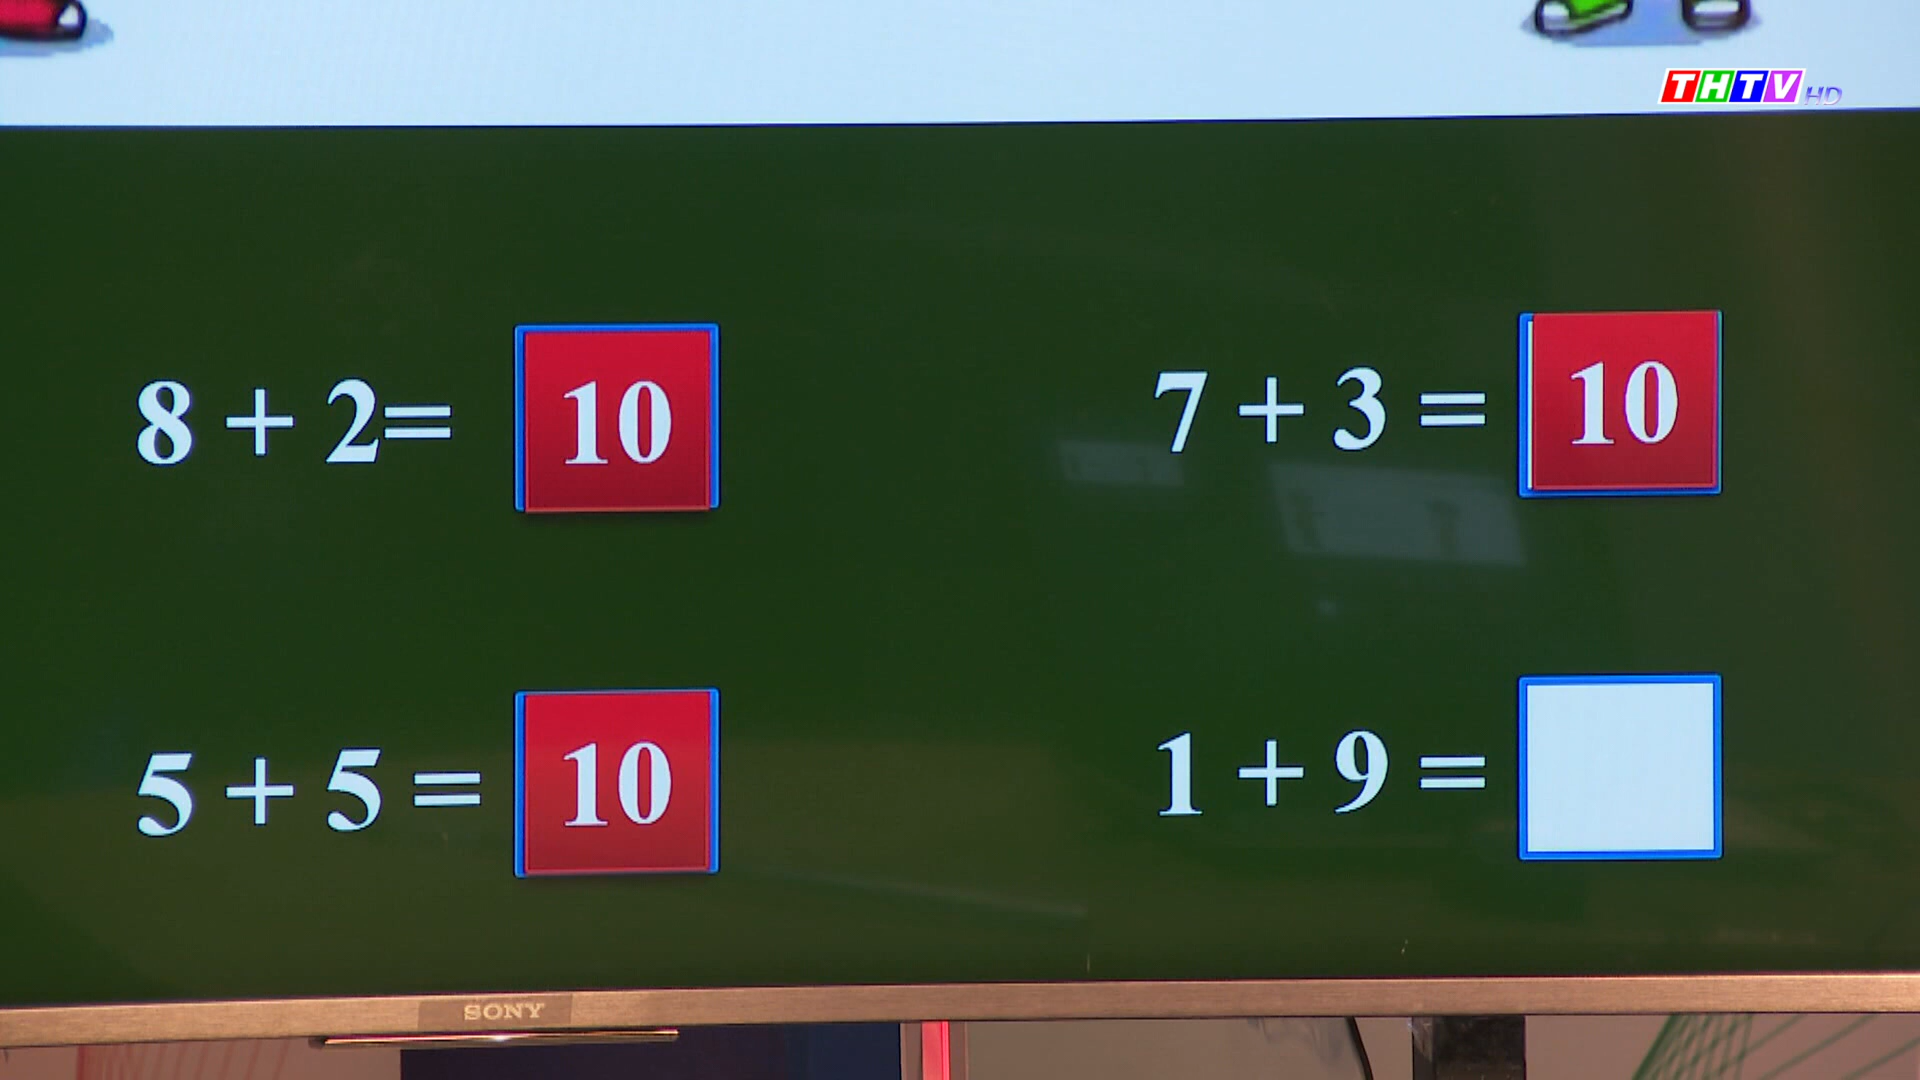 THTV HD
8 + 2= 10
7 + 3 = 10
5 + 5 = 10
1 + 9 =
SONY